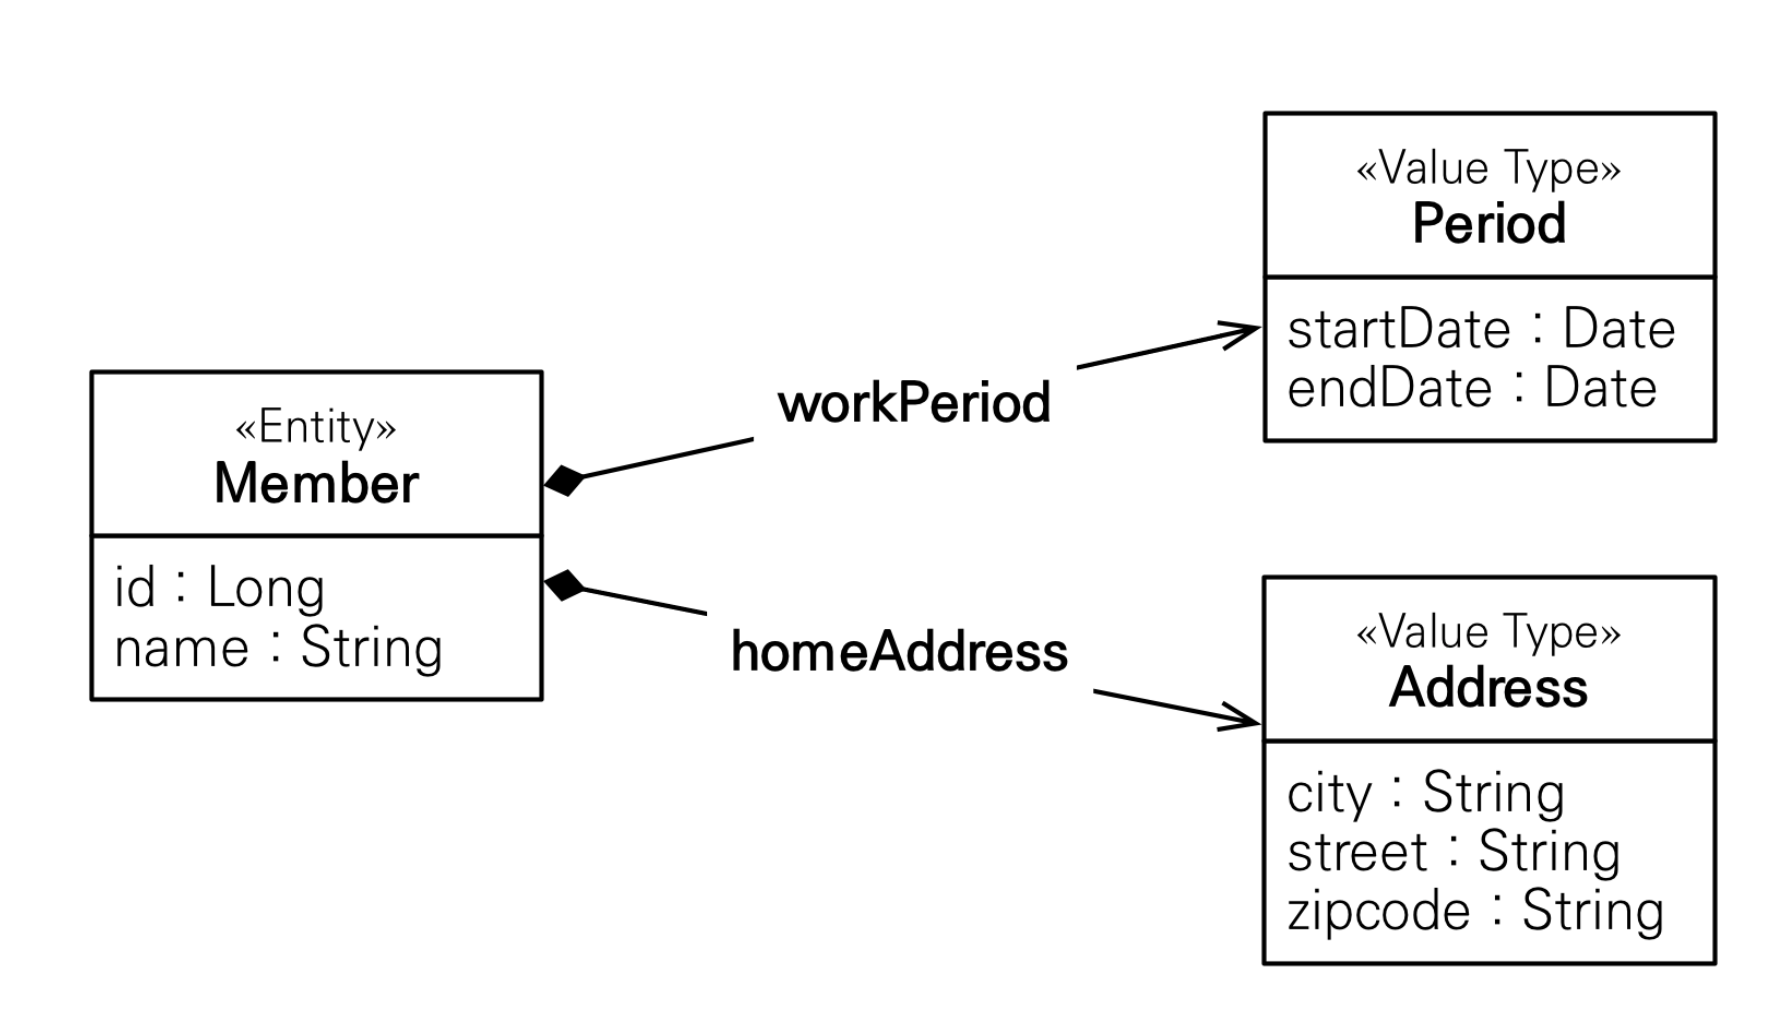 «Entity»
Member
id : Long
name : String
workPeriod
homeAddress
«Value Type»
Period
startDate : Date
endDate : Date
«Value Type»
Address
city : String
street : String
zipcode : String